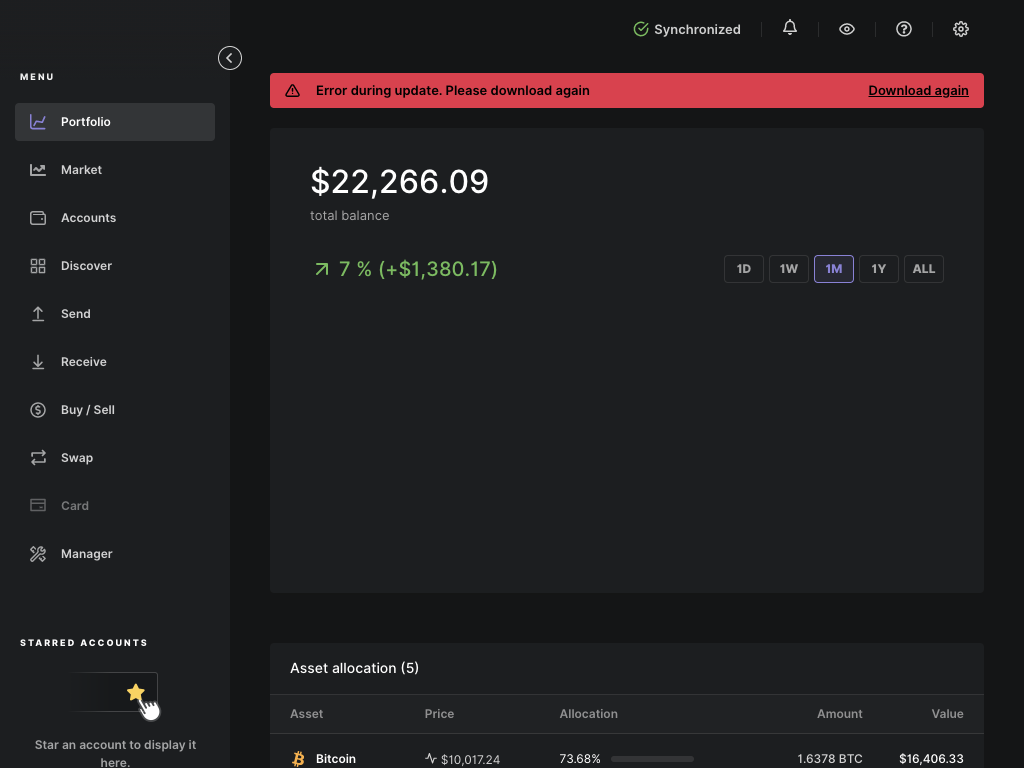 Synchronized
MENU
Error during update. Please download again
Download again
Portfolio
Market
Accounts
Discover
Send
Receive
Buy / Sell
Swap
Card
Manager
$22,266.09
total balance
7 % (+$1,380.17)
1D 1W 1M 1Y ALL
STARRED ACCOUNTS
Star an account to display it
here.
Asset allocation (5)
Asset Price Allocation Amount Value
Bitcoin $10,017.24 73.68% 1.6378 BTC $16,406.33